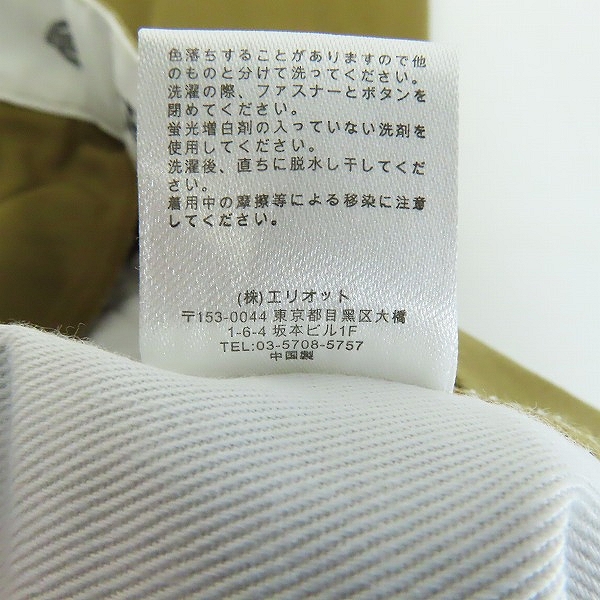 色落ちすることがありますので他
のものと分けて洗ってください。
洗濯の際、ファスナーとボタンを
閉めてください。
蛍光増白剤の入っていない洗剤を
使用してください。
洗濯後、直ちに脱水し干してくだ
さい。
着用中の摩擦等による移染に注意
してください。
(株)エリオット
〒153-0044 東京都目黒区大橋
1-6-4 坂本ビル1F
TEL:03-5708-5757
中国製